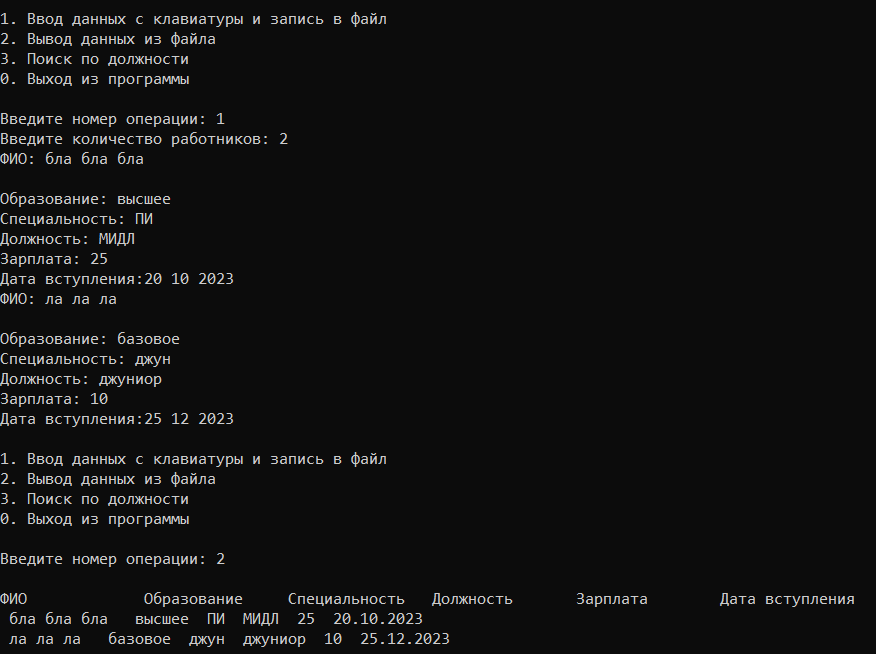 1. Ввод данных с клавиатуры и запись в файл
2. Вывод данных из файла
3. Поиск по должности
0. Выход из программы
Введите номер операции: 1
Введите количество работников: 2
ФИО: бла бла бла
Образование: высшее
Специальность: ПИ
Должность: МИДЛ
Зарплата: 25
Дата вступления:20 10 2023
ФИО: ла ла ла
Образование: базовое
Специальность: джун
Должность: джуниор
Зарплата: 10
Дата вступления:25 12 2023
1. Ввод данных с клавиатуры и запись в файл
2. Вывод данных из файла
3. Поиск по должности
0. Выход из программы
Введите номер операции: 2
ФИО Образование Специальность Должность Зарплата Дата вступления
бла бла бла высшее ПИ МИДЛ 25 20.10.2023
ла ла ла базовое джун джуниор 10 25.12.2023